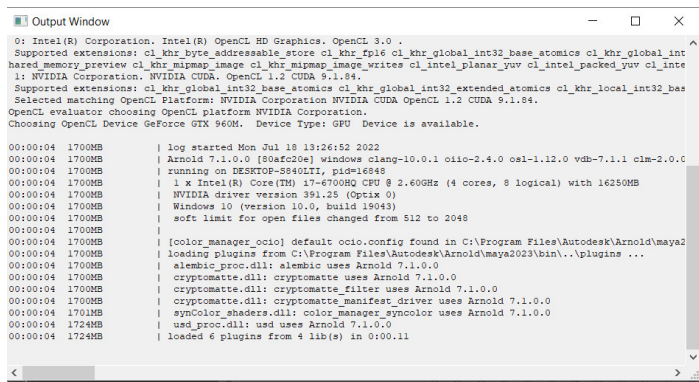 Output Window
0: Intel(R) Corporation. Intel(R) OpenCL HD Graphics. OpenCL 3.0 .
Supported extensions: cl_khr_byte_addressable_store cl_khr_fp16 cl_khr_global_int32_base_atomics cl_khr_global_int
hared_memory_preview cl_khr_mipmap_image cl_khr_mipmap_image_writes cl_intel_planar_yuv cl_intel_packed_yuv cl_inte
1: NVIDIA Corporation. NVIDIA CUDA. OpenCL 1.2 CUDA 9.1.84.
Supported extensions: cl_khr_global_int32_base_atomics cl_khr_global_int32_extended_atomics cl_khr_local_int32_bas
Selected matching OpenCL Platform: NVIDIA Corporation NVIDIA CUDA OpenCL 1.2 CUDA 9.1.84.
OpenCL evaluator choosing OpenCL platform NVIDIA Corporation.
Choosing OpenCL Device GeForce GTX 960M.  Device Type: GPU  Device is available.
00:00:04  1700MB         | log started Mon Jul 18 13:26:52 2022
00:00:04  1700MB         | Arnold 7.1.0.0 [80afc20e] windows clang-10.0.1 oiio-2.4.0 osl-1.12.0 vdb-7.1.1 clm-2.0.0
00:00:04  1700MB         | running on DESKTOP-S840LTI, pid=16848
00:00:04  1700MB         |  1 x Intel(R) Core(TM) i7-6700HQ CPU @ 2.60GHz (4 cores, 8 logical) with 16250MB
00:00:04  1700MB         |  NVIDIA driver version 391.25 (Optix 0)
00:00:04  1700MB         |  Windows 10 (version 10.0, build 19043)
00:00:04  1700MB         |  soft limit for open files changed from 512 to 2048
00:00:04  1700MB         |
00:00:04  1700MB         | [color_manager_ocio] default ocio.config found in C:\Program Files\Autodesk\Arnold\maya2
00:00:04  1700MB         | loading plugins from C:\Program Files\Autodesk\Arnold\maya2023\bin\..\plugins ...
00:00:04  1700MB         |  alembic_proc.dll: alembic uses Arnold 7.1.0.0
00:00:04  1700MB         |  cryptomatte.dll: cryptomatte uses Arnold 7.1.0.0
00:00:04  1700MB         |  cryptomatte.dll: cryptomatte_filter uses Arnold 7.1.0.0
00:00:04  1700MB         |  cryptomatte.dll: cryptomatte_manifest_driver uses Arnold 7.1.0.0
00:00:04  1701MB         |  synColor_shaders.dll: color_manager_syncolor uses Arnold 7.1.0.0
00:00:04  1724MB         |  usd_proc.dll: usd uses Arnold 7.1.0.0
00:00:04  1724MB         | loaded 6 plugins from 4 lib(s) in 0:00.11